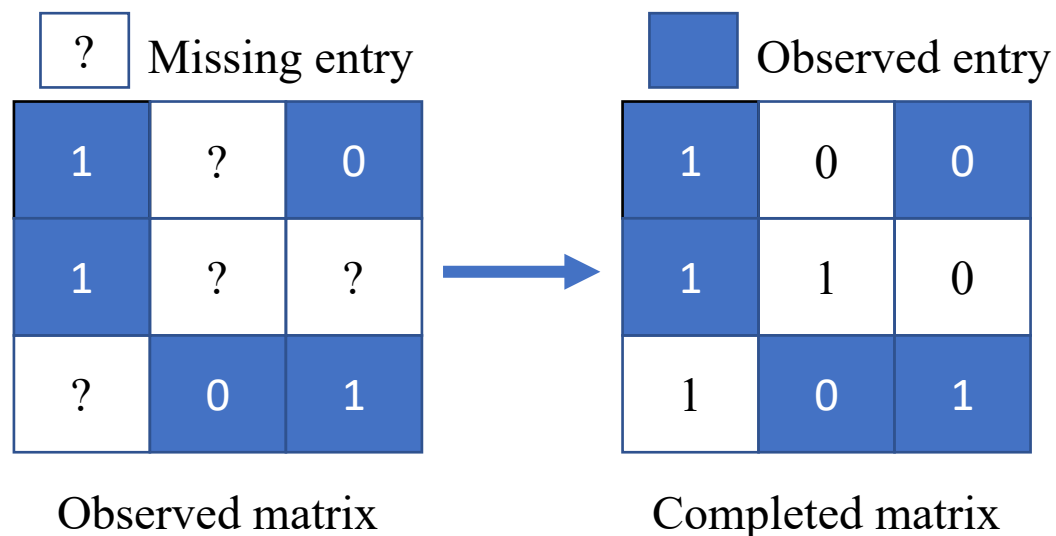 ? Missing entry Observed entry
1 ? 0 1 0 0
1 ? ? 1 1 0
? 0 1 1 0 1
Observed matrix Completed matrix